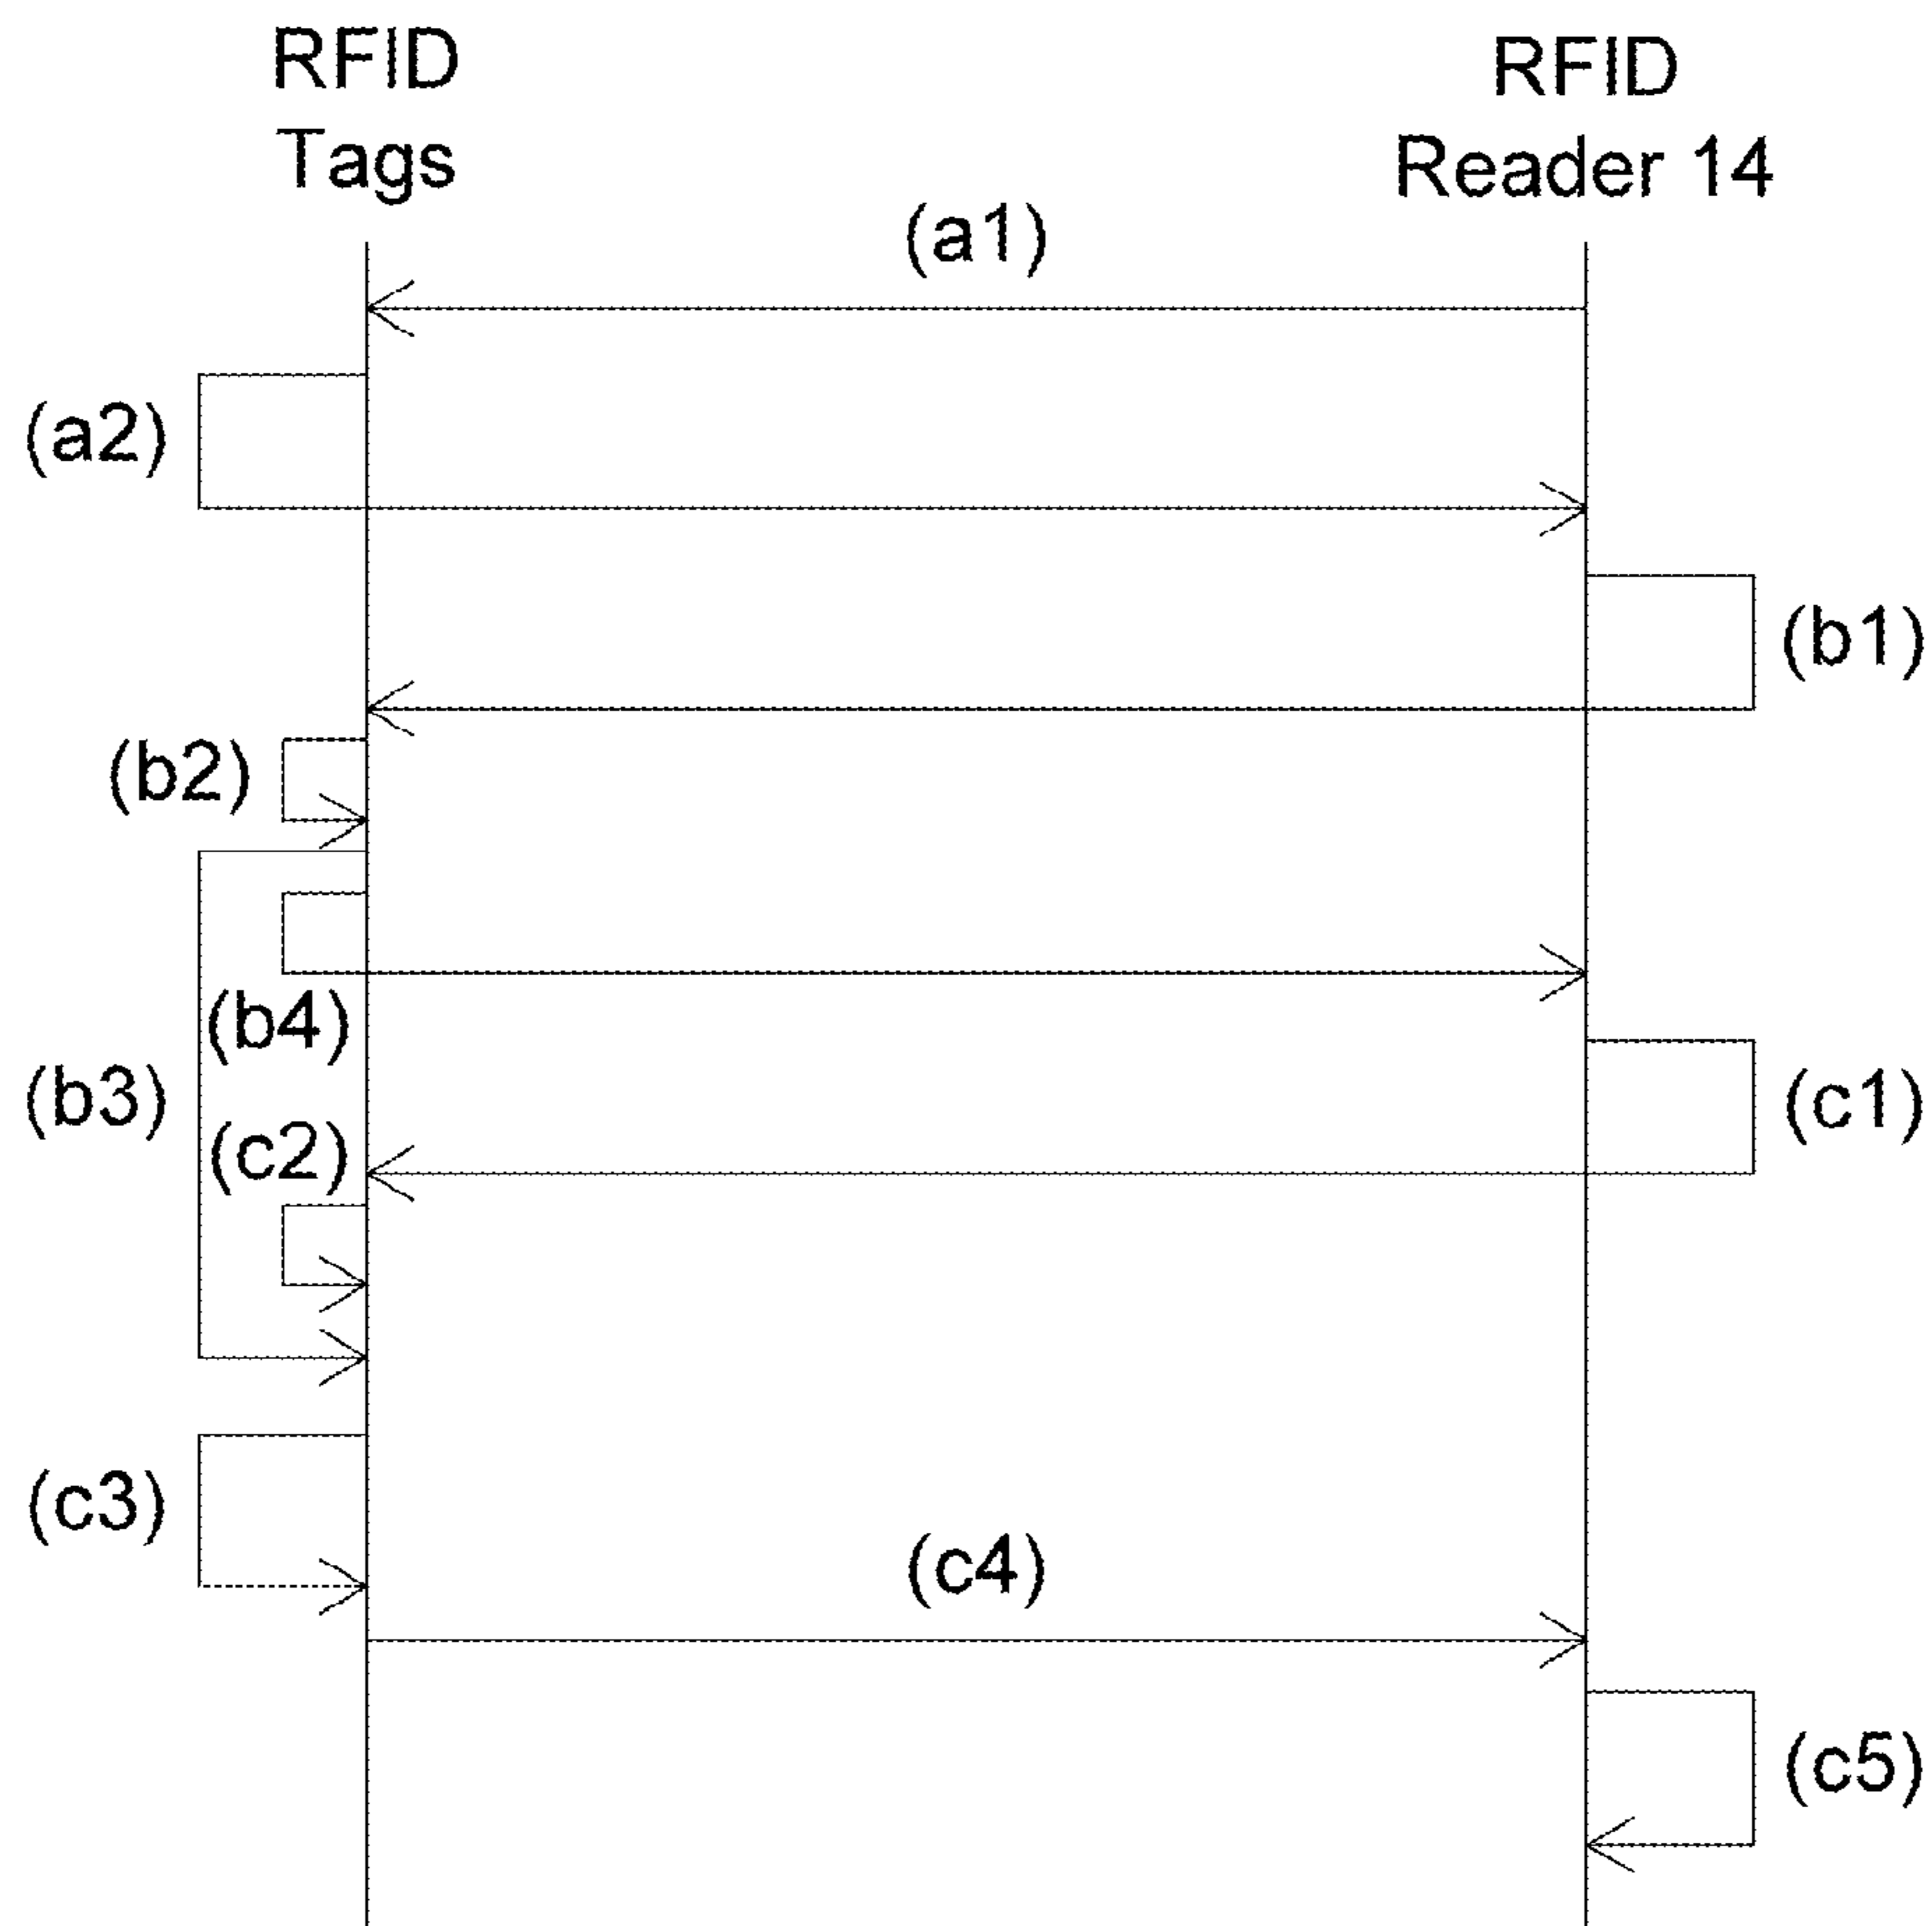 RFID
Tags
RFID
Reader 14
(a1)
(a2)
(b1)
(b2)
(b4)
(b3)
(c1)
(c2)
(c3)
(c4)
(c5)